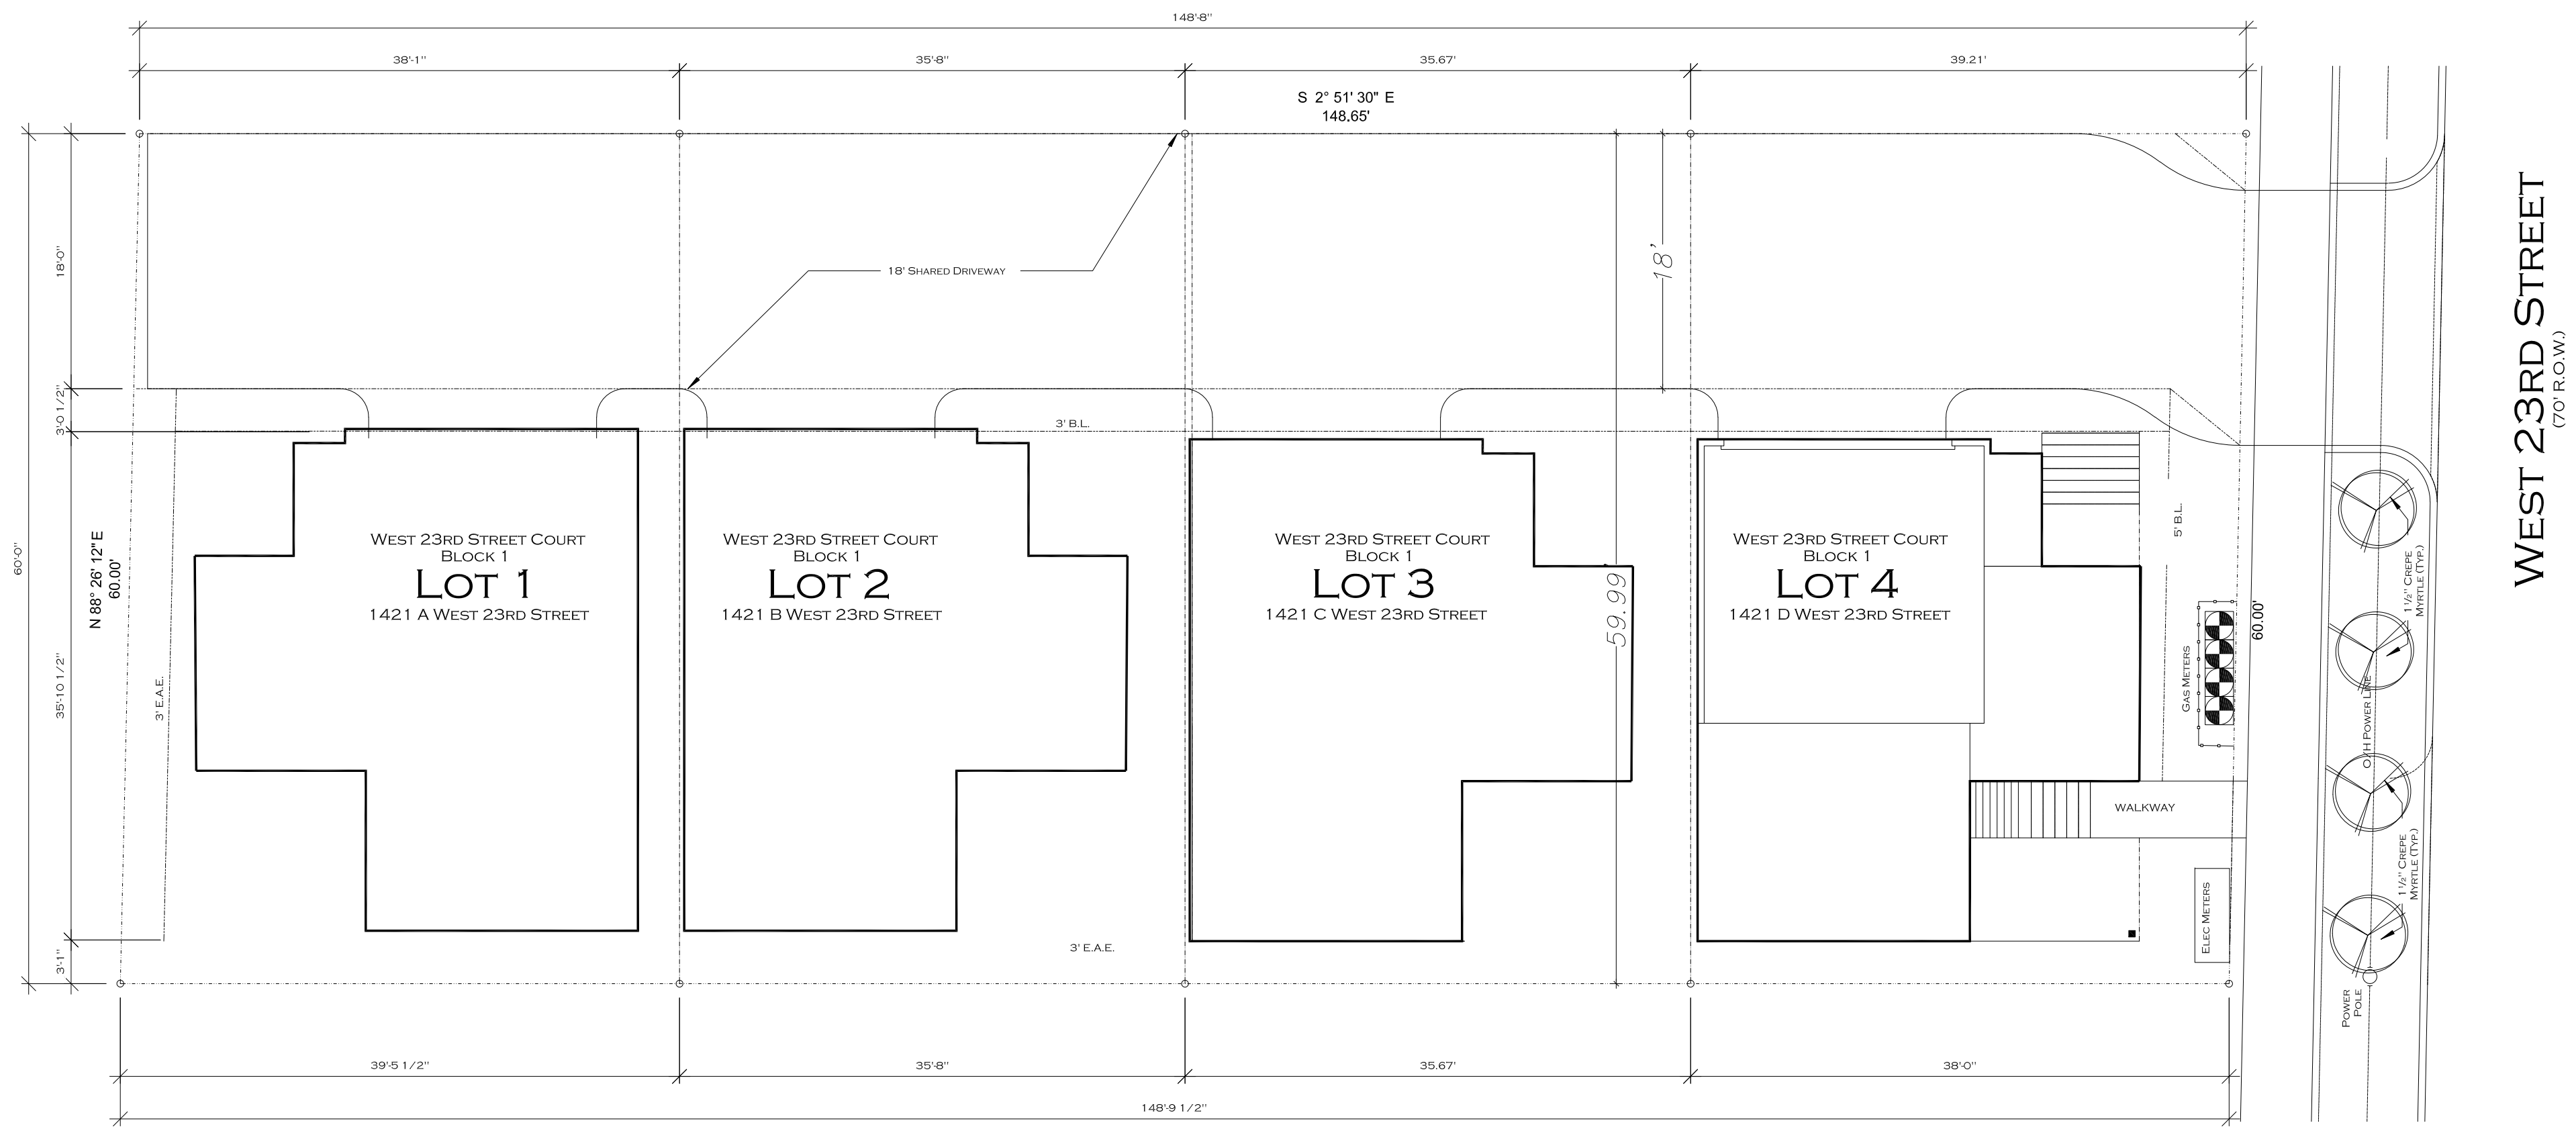 148'-8"
38'-1"
35'-8"
35.67'
39.21'
S 2° 51' 30" E
148.65'
18'-0"
3'-0 1/2"
35'-10 1/2"
3'-1"
60'-0"
N 88° 26' 12" E
60.00'
18' SHARED DRIVEWAY
18'
3' B.L.
59.99'
3' E.A.E.
WEST 23RD STREET COURT
BLOCK 1
LOT 1
1421 A WEST 23RD STREET
WEST 23RD STREET COURT
BLOCK 1
LOT 2
1421 B WEST 23RD STREET
WEST 23RD STREET COURT
BLOCK 1
LOT 3
1421 C WEST 23RD STREET
WEST 23RD STREET COURT
BLOCK 1
LOT 4
1421 D WEST 23RD STREET
5' B.L.
GAS METERS
60.00'
WALKWAY
ELEC METERS
3' E.A.E.
1 1/2" CREPE
MYRTLE (TYP.)
O/H POWER LINE
1 1/2" CREPE
MYRTLE (TYP.)
POWER
POLE
WEST 23RD STREET
(70' R.O.W.)
39'-5 1/2"
35'-8"
35.67'
38'-0"
148'-9 1/2"